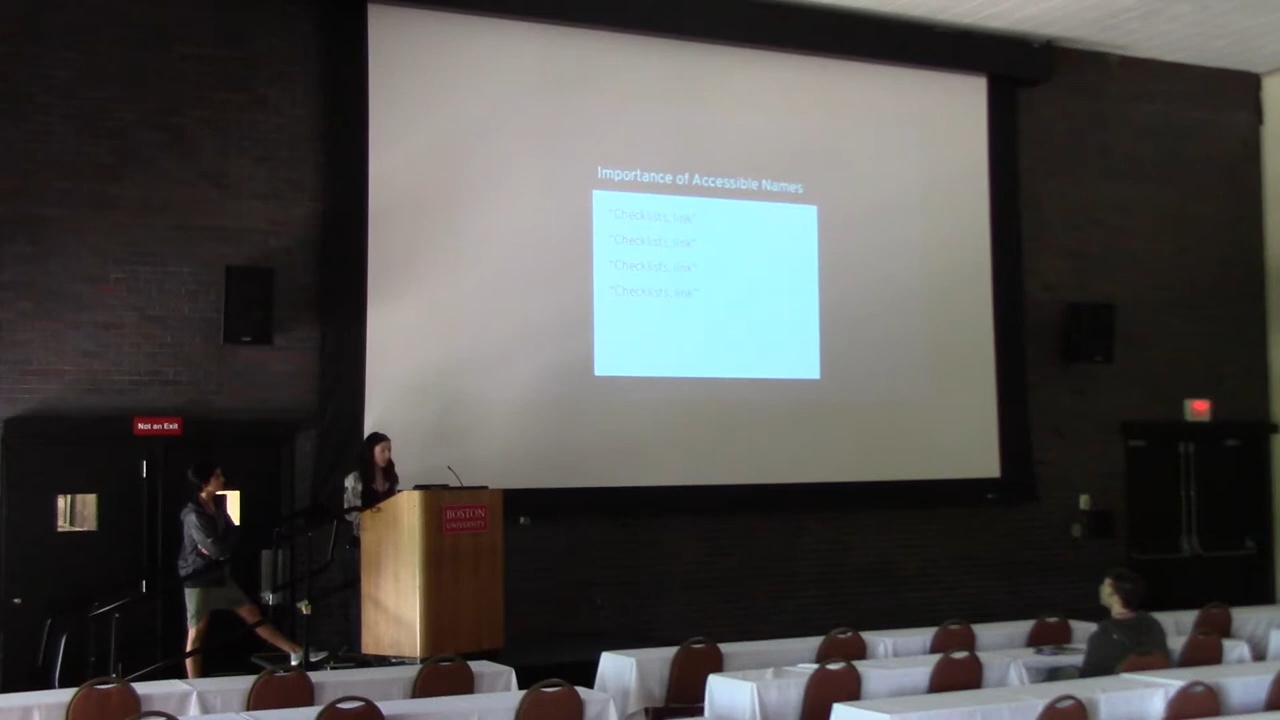 Importance of Accessible Names
"Checklists, link"
"Checklists, link"
"Checklists, link"
"Checklists, link"
Not an Exit
BOSTON
UNIVERSITY